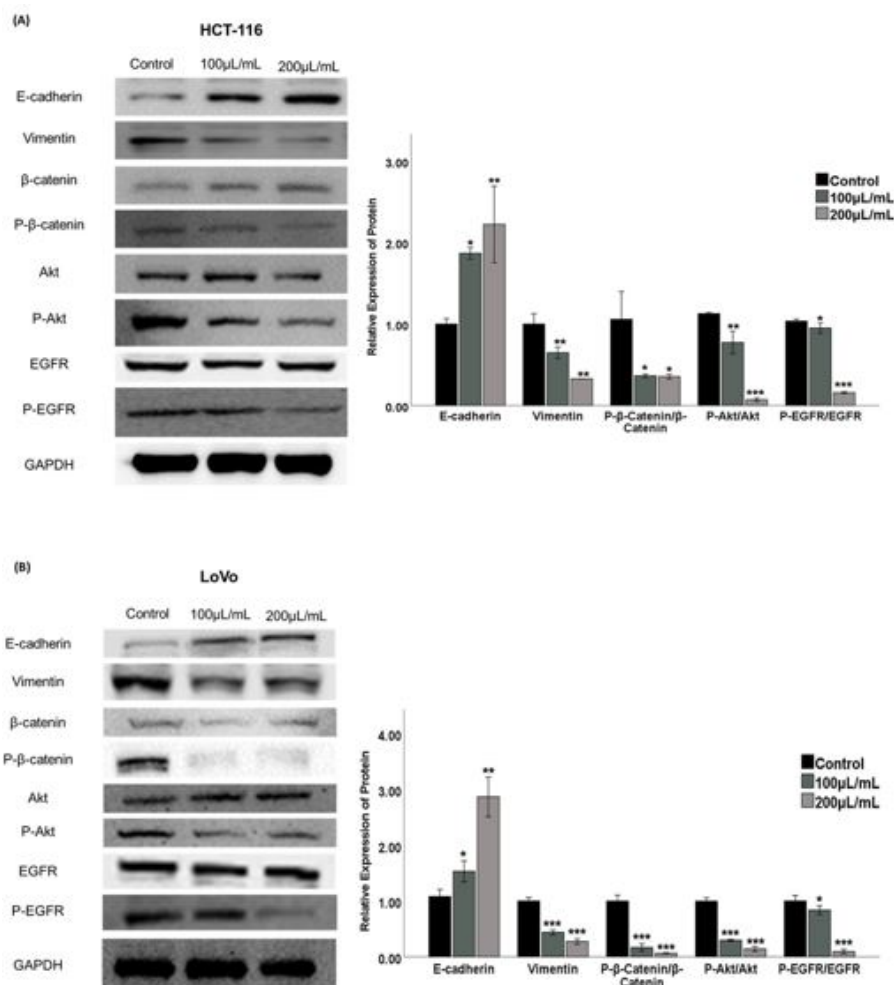 (A)
HCT-116
Control 100µL/mL 200µL/mL
E-cadherin
Vimentin
β-catenin
P-β-catenin
Akt
P-Akt
EGFR
P-EGFR
GAPDH
Relative Expression of Protein
3.00
2.00
1.00
0.00
* ** ** ** * * ** *** * ***
E-cadherin Vimentin P-β-Catenin/β- P-Akt/Akt P-EGFR/EGFR
Catenin
Control
100µL/mL
200µL/mL
(B)
LoVo
Control 100µL/mL 200µL/mL
E-cadherin
Vimentin
β-catenin
P-β-catenin
Akt
P-Akt
EGFR
P-EGFR
GAPDH
Relative Expression of Protein
4.00
3.00
2.00
1.00
0.00
* ** *** *** *** *** *** *** * ***
E-cadherin Vimentin P-β-Catenin/β- P-Akt/Akt P-EGFR/EGFR
Catenin
Control
100µL/mL
200µL/mL